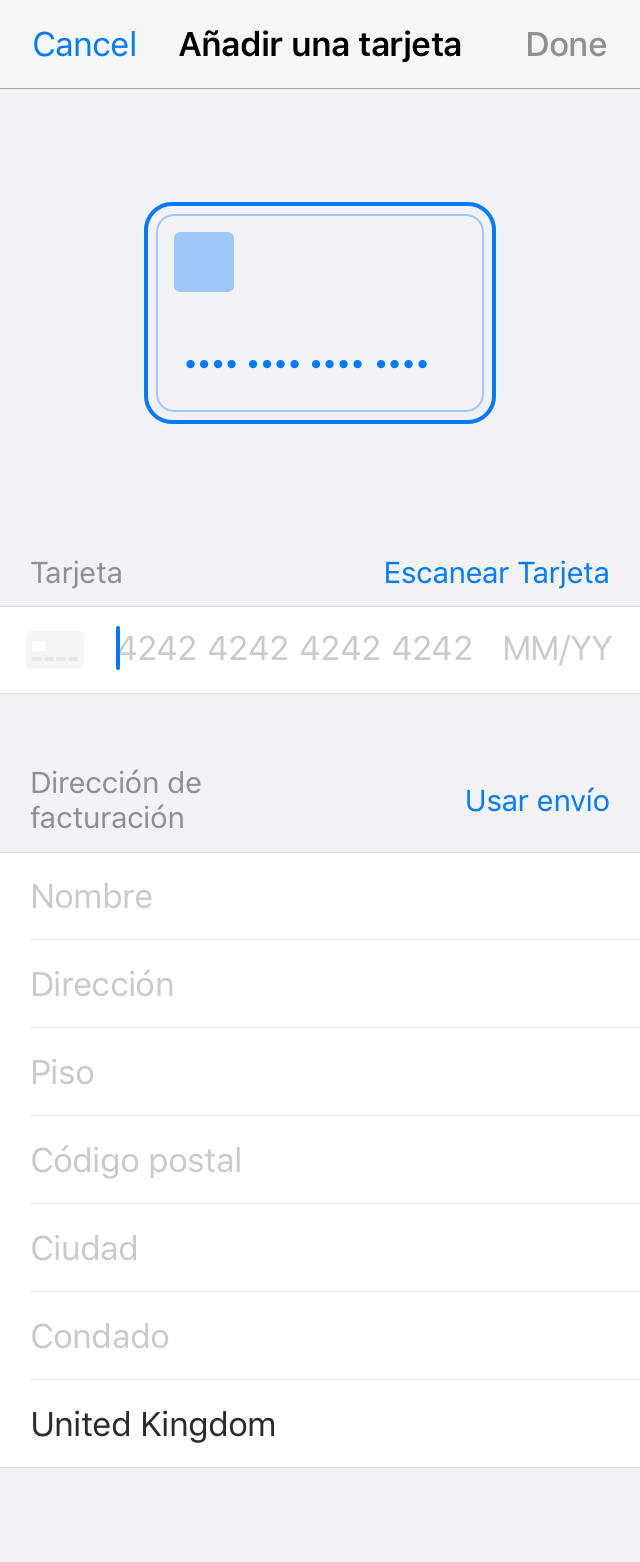 Cancel Añadir una tarjeta Done
Tarjeta Escanear Tarjeta
4242 4242 4242 4242 MM/YY
Dirección de
facturación
Usar envío
Nombre
Dirección
Piso
Código postal
Ciudad
Condado
United Kingdom